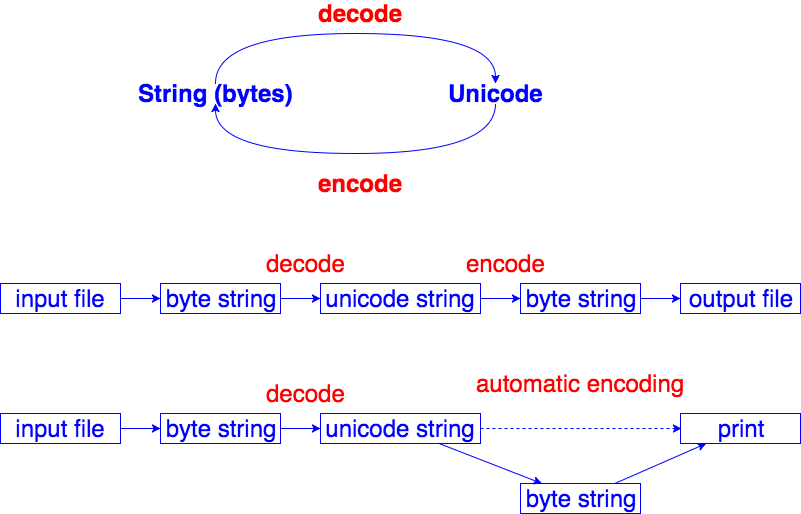 decode
String (bytes) Unicode
encode
decode encode
input file byte string unicode string byte string output file
decode automatic encoding
input file byte string unicode string print
byte string